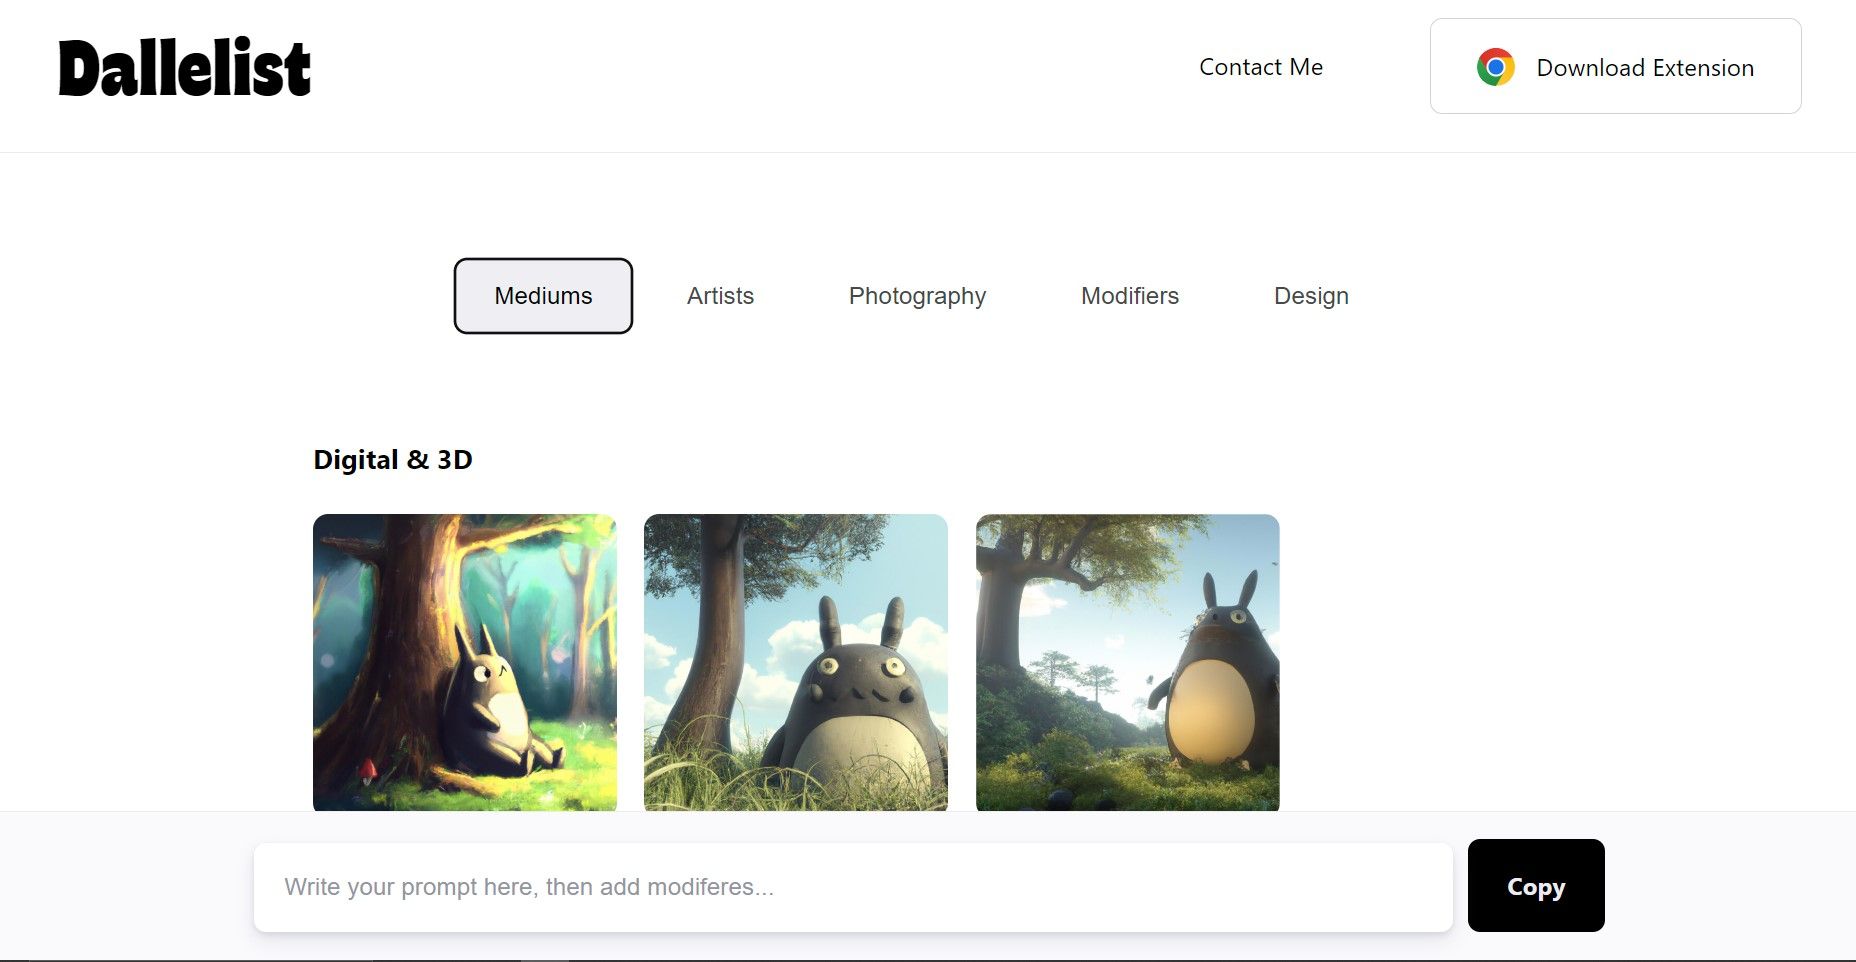 Dallelist
Contact Me
Download Extension
Mediums
Artists
Photography
Modifiers
Design
Digital & 3D
Write your prompt here, then add modiferes...
Copy